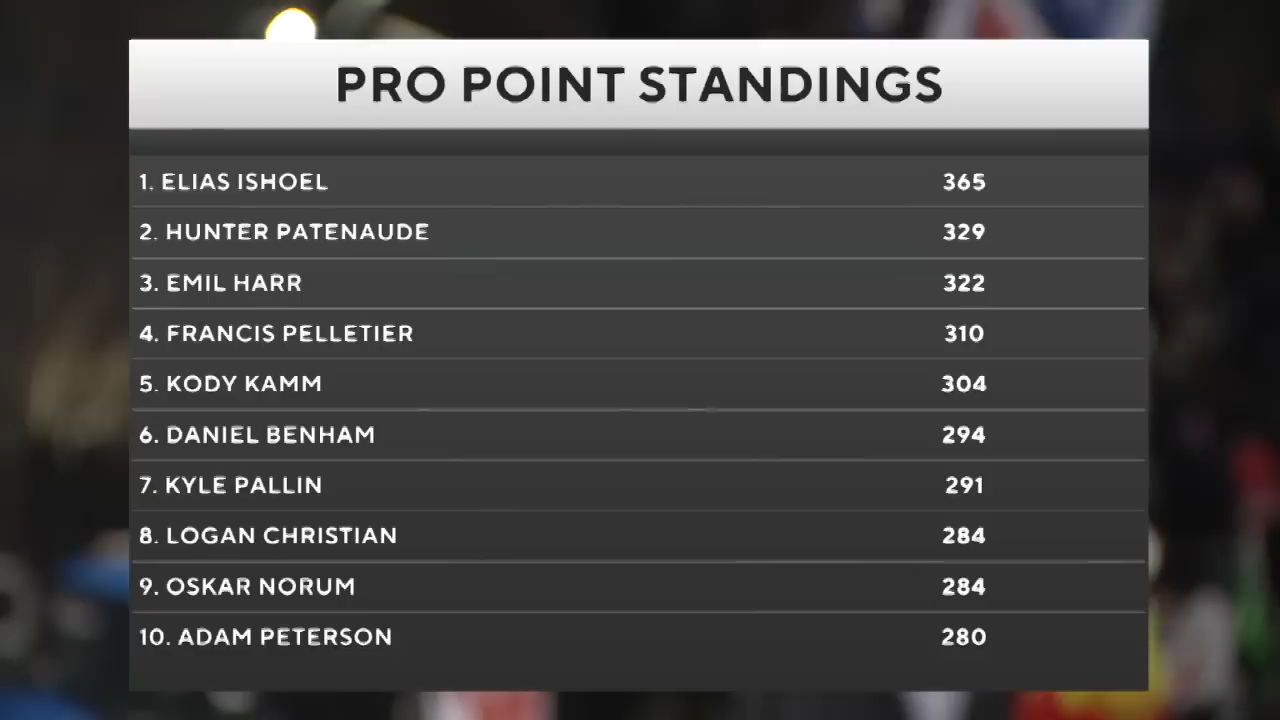 PRO POINT STANDINGS
1. ELIAS ISHOEL 365
2. HUNTER PATENAUDE 329
3. EMIL HARR 322
4. FRANCIS PELLETIER 310
5. KODY KAMM 304
6. DANIEL BENHAM 294
7. KYLE PALLIN 291
8. LOGAN CHRISTIAN 284
9. OSKAR NORUM 284
10. ADAM PETERSON 280